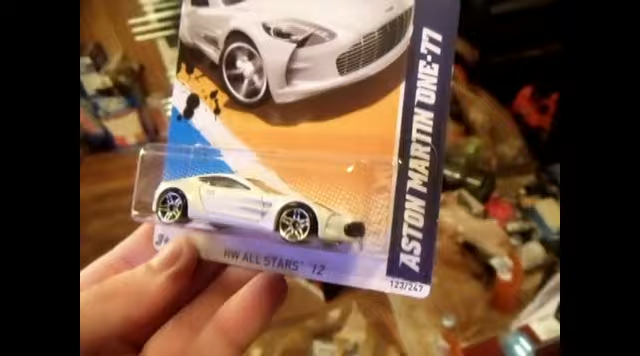 ASTON MARTIN ONE-77
3+
HW ALL STARS '12
123/247